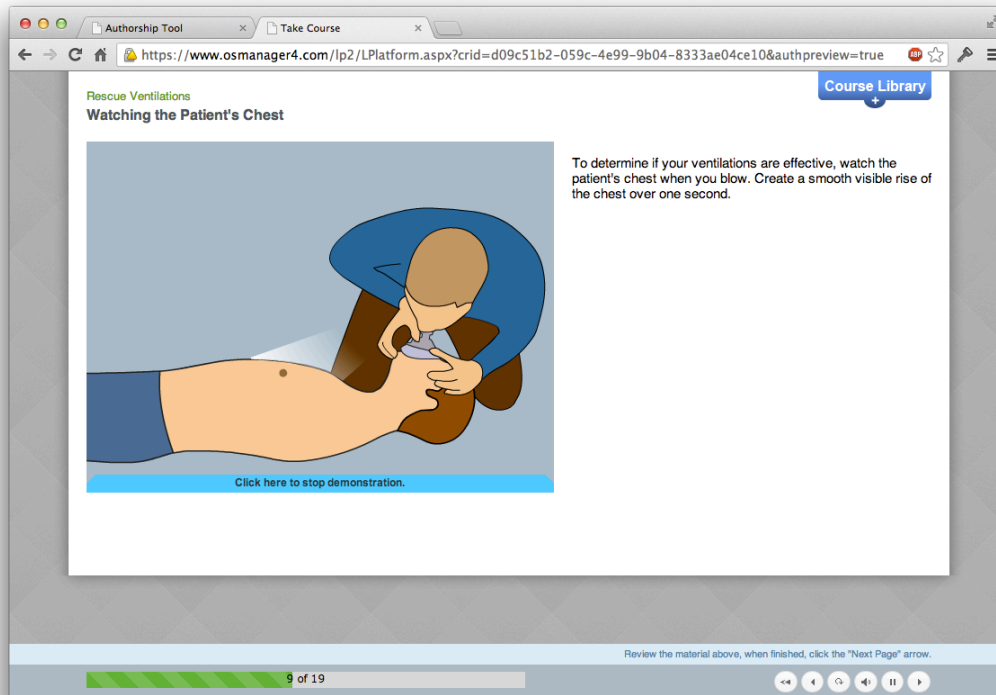 Authorship Tool
Take Course
https://www.osmanager4.com/lp2/LPlatform.aspx?crid=d09c51b2-059c-4e99-9b04-8333ae04ce10&authpreview=true
ABP
Course Library
+
Rescue Ventilations
Watching the Patient's Chest
To determine if your ventilations are effective, watch the
patient's chest when you blow. Create a smooth visible rise of
the chest over one second.
Click here to stop demonstration.
Review the material above, when finished, click the "Next Page" arrow.
9 of 19